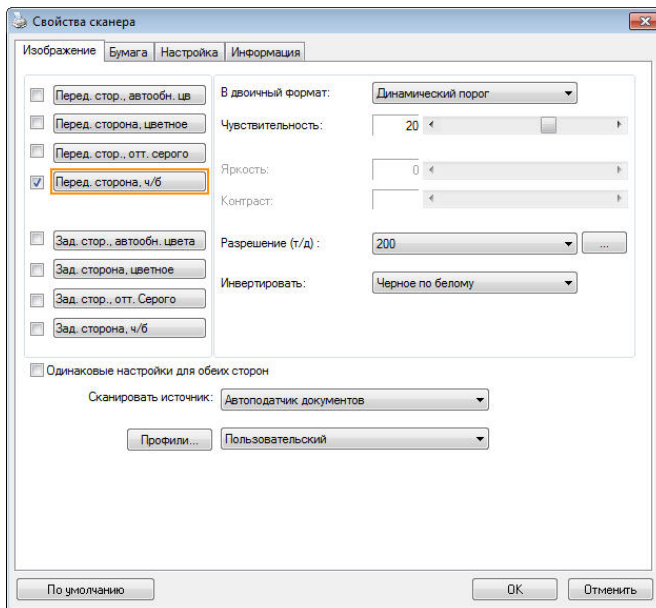 Свойства сканера
Изображение Бумага Настройка Информация
Перед. стор., автообн. цв
Перед. сторона, цветное
Перед. стор., отт. серого
Перед. сторона, ч/б
Зад. стор., автообн. цвета
Зад. сторона, цветное
Зад. стор., отт. Серого
Зад. сторона, ч/б
В двоичный формат: Динамический порог
Чувствительность: 20
Яркость: 0
Контраст:
Разрешение (т/д) : 200 ...
Инвертировать: Черное по белому
Одинаковые настройки для обеих сторон
Сканировать источник: Автоподатчик документов
Профили... Пользовательский
По умолчанию OK Отменить